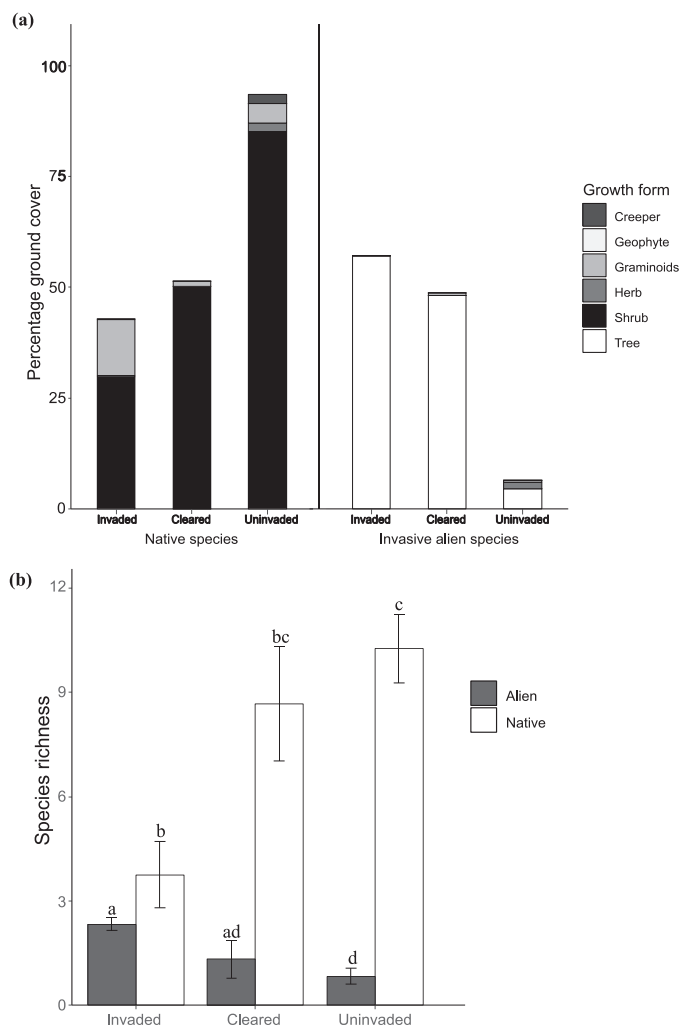 (a)
100
75
50
25
0
Percentage ground cover
Invaded
Cleared
Uninvaded
Native species
Invaded
Cleared
Uninvaded
Invasive alien species
Growth form
Creeper
Geophyte
Graminoids
Herb
Shrub
Tree
(b)
12
9
6
3
0
Species richness
a
b
ad
bc
d
c
Invaded
Cleared
Uninvaded
Alien
Native